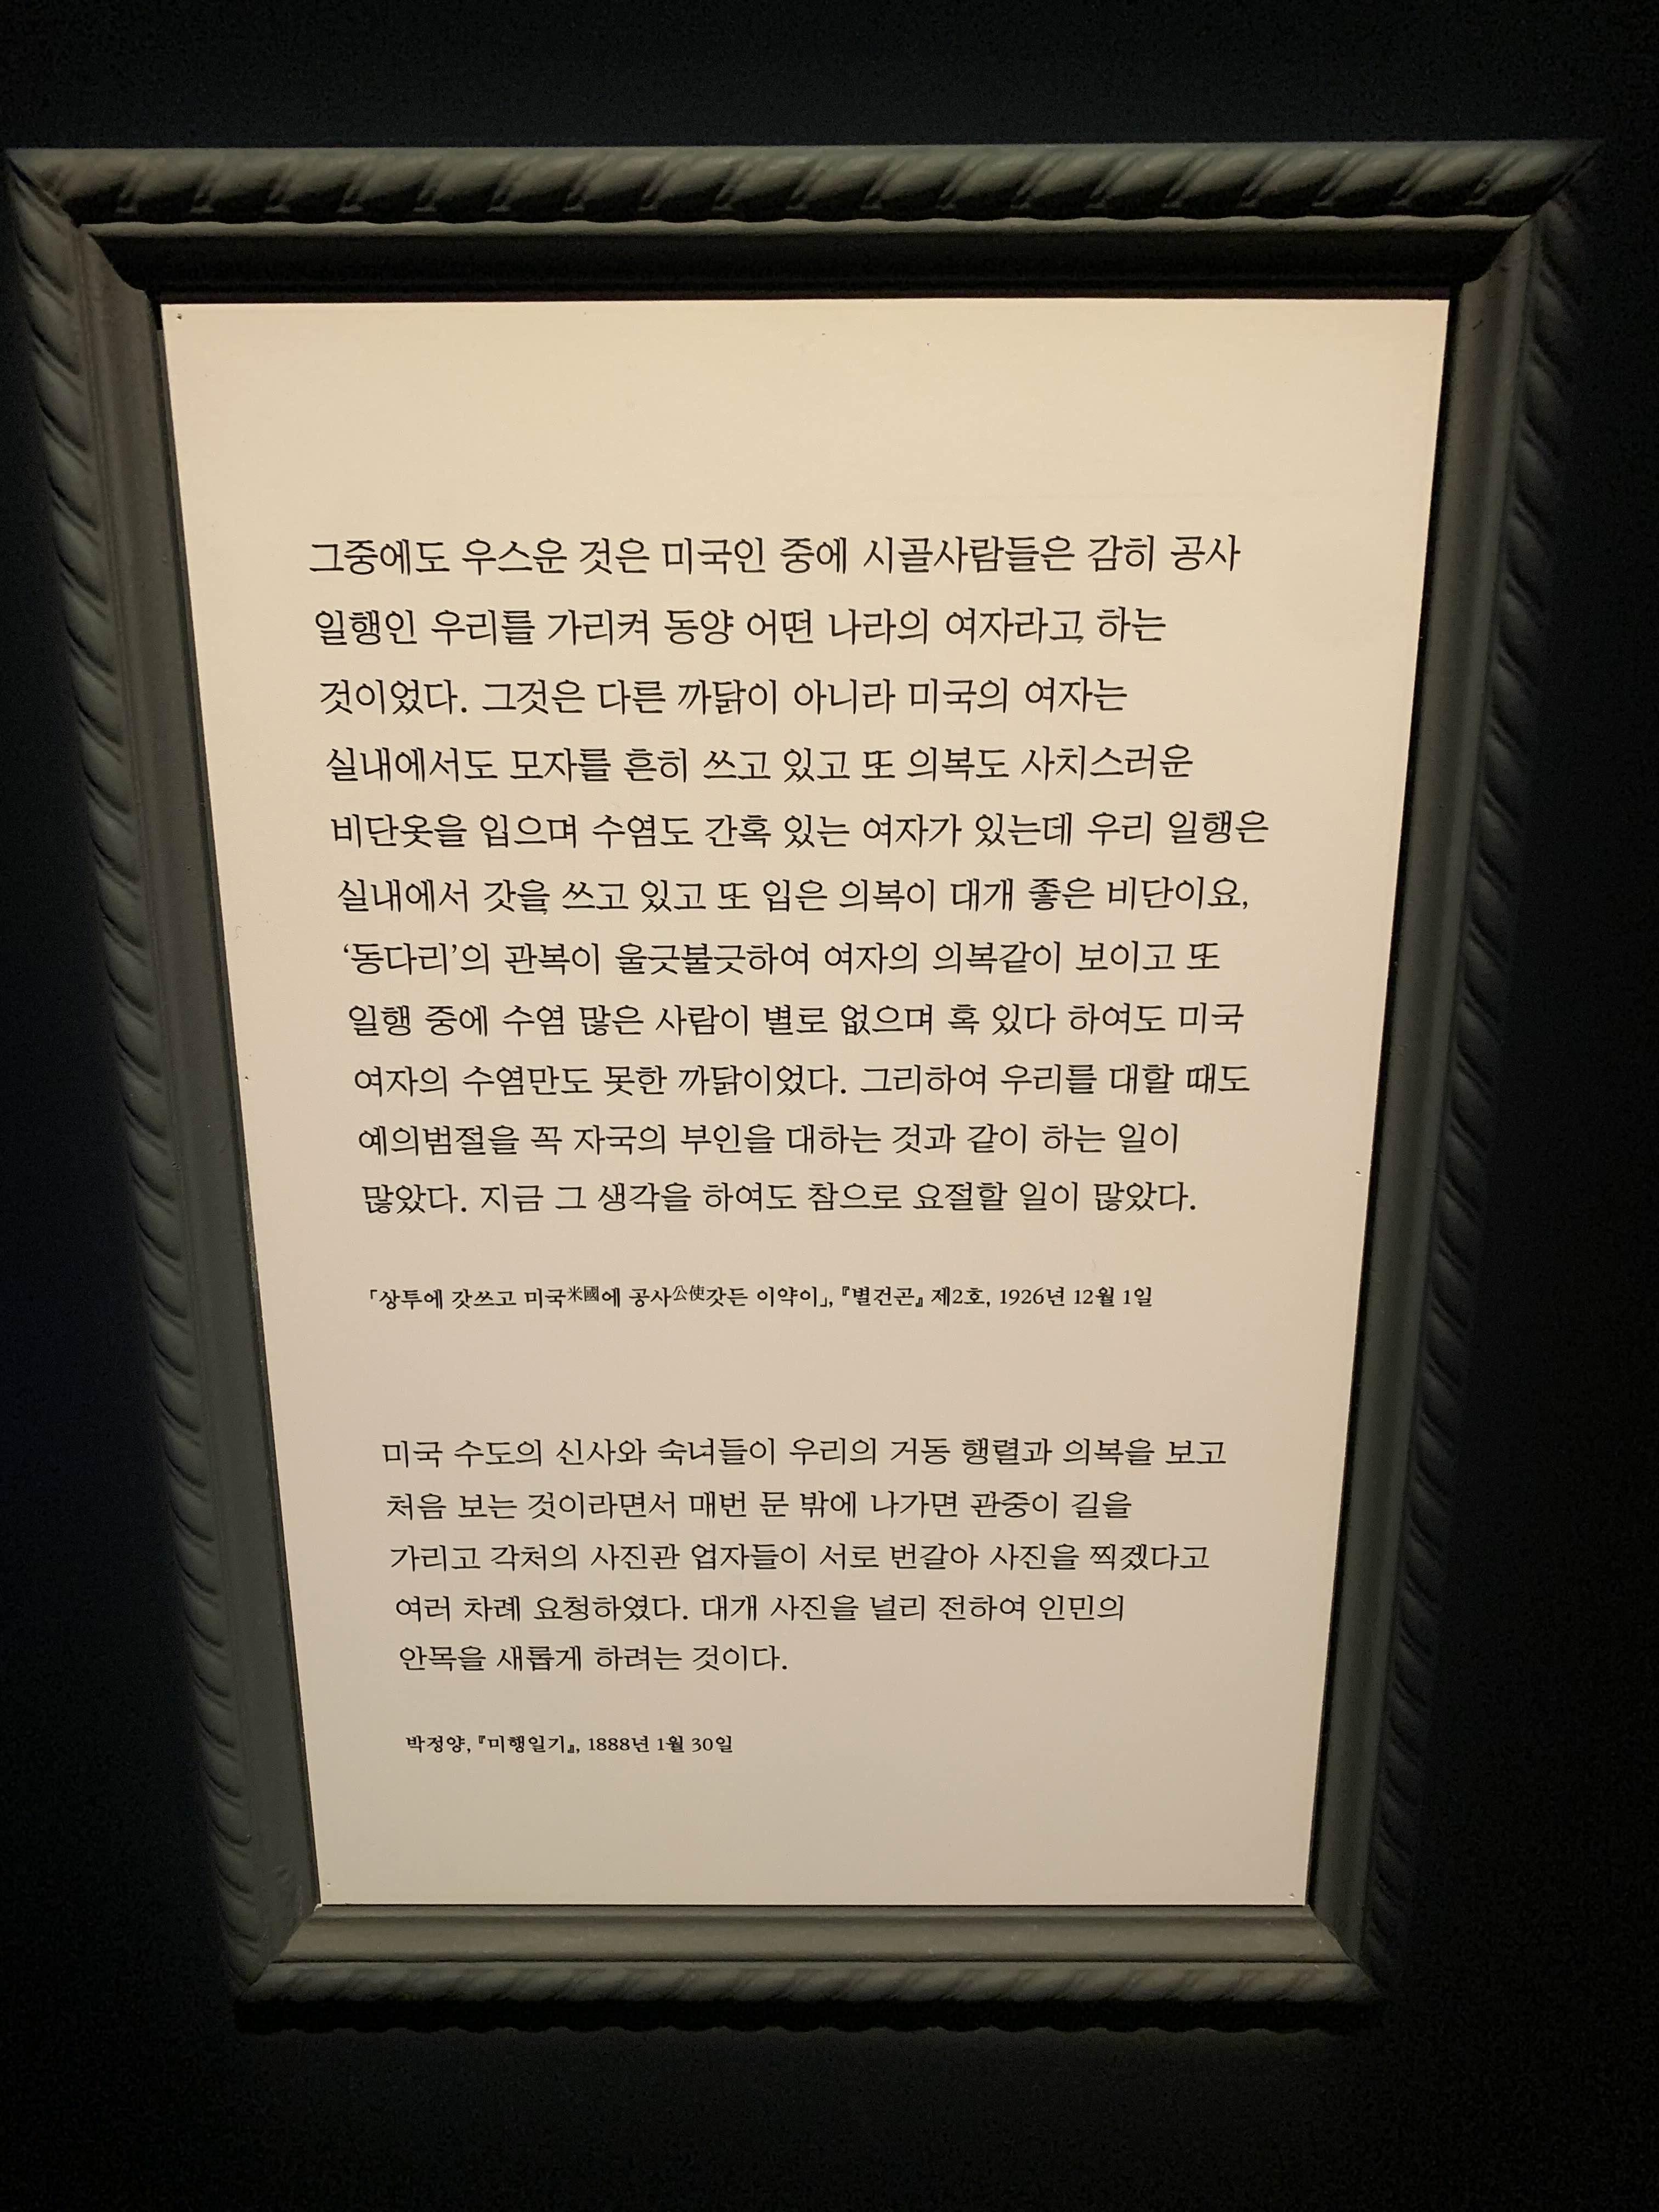 그중에도 우스운 것은 미국인 중에 시골사람들은 감히 공사
일행인 우리를 가리켜 동양 어떤 나라의 여자라고 하는
것이었다. 그것은 다른 까닭이 아니라 미국의 여자는
실내에서도 모자를 흔히 쓰고 있고 또 의복도 사치스러운
비단옷을 입으며 수염도 간혹 있는 여자가 있는데 우리 일행은
실내에서 갓을 쓰고 있고 또 입은 의복이 대개 좋은 비단이요,
‘동다리’의 관복이 울긋불긋하여 여자의 의복같이 보이고 또
일행 중에 수염 많은 사람이 별로 없으며 혹 있다 하여도 미국
여자의 수염만도 못한 까닭이었다. 그리하여 우리를 대할 때도
예의범절을 꼭 자국의 부인을 대하는 것과 같이 하는 일이
많았다. 지금 그 생각을 하여도 참으로 요절할 일이 많았다.
「상투에 갓쓰고 미국米國에 공사公使갓든 이약이」, 『별건곤』 제2호, 1926년 12월 1일
미국 수도의 신사와 숙녀들이 우리의 거동 행렬과 의복을 보고
처음 보는 것이라면서 매번 문 밖에 나가면 관중이 길을
가리고 각처의 사진관 업자들이 서로 번갈아 사진을 찍겠다고
여러 차례 요청하였다. 대개 사진을 널리 전하여 인민의
안목을 새롭게 하려는 것이다.
박정양, 『미행일기』, 1888년 1월 30일